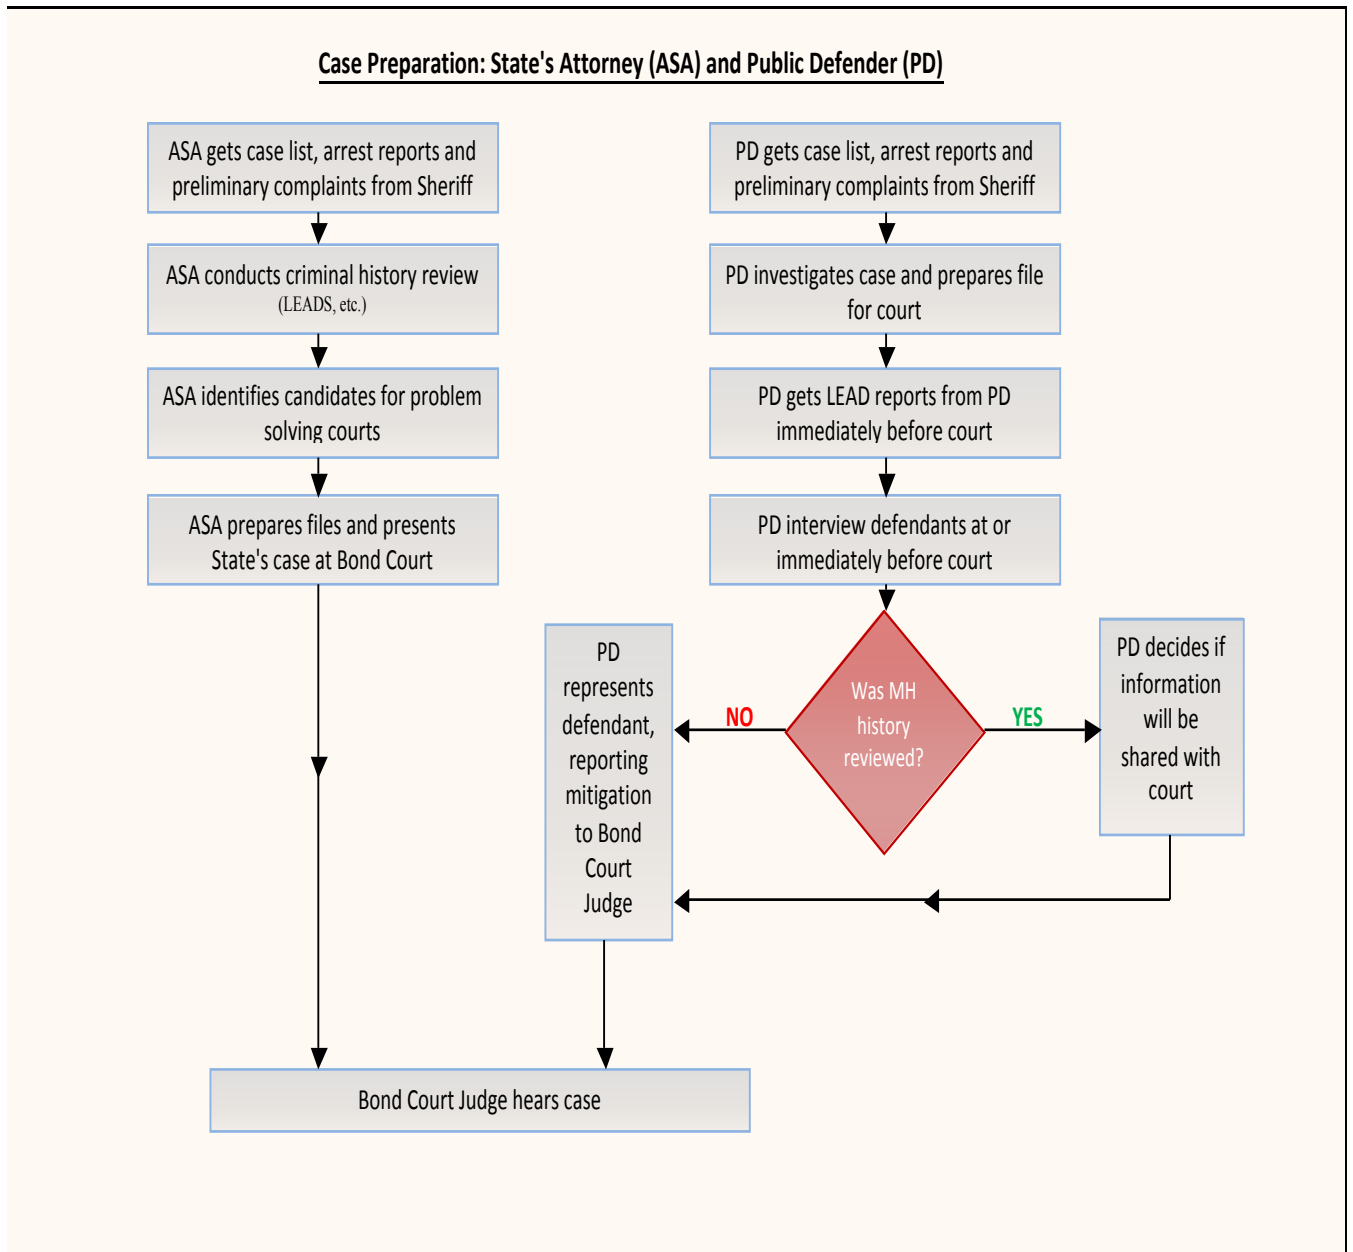 Case Preparation: State's Attorney (ASA) and Public Defender (PD)
ASA gets case list, arrest reports and
preliminary complaints from Sheriff
ASA conducts criminal history review
(LEADS, etc.)
ASA identifies candidates for problem
solving courts
ASA prepares files and presents
State's case at Bond Court
PD gets case list, arrest reports and
preliminary complaints from Sheriff
PD investigates case and prepares file
for court
PD gets LEAD reports from PD
immediately before court
PD interview defendants at or
immediately before court
Was MH
history
reviewed?
NO
YES
PD
represents
defendant,
reporting
mitigation
to Bond
Court
Judge
PD decides if
information
will be
shared with
court
Bond Court Judge hears case